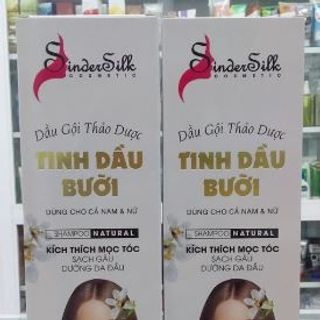 SinderSilk
COSMETIC
Dầu Gội Thảo Dược
TINH DẦU
BƯỞI
DÙNG CHO CẢ NAM & NỮ
SHAMPOO NATURAL
KÍCH THÍCH MỌC TÓC
SẠCH GẦU
DƯỠNG DA ĐẦU
SinderSilk
COSMETIC
Dầu Gội Thảo Dược
TINH DẦU
BƯỞI
DÙNG CHO CẢ NAM & NỮ
SHAMPOO NATURAL
KÍCH THÍCH MỌC TÓC
SẠCH GẦU
DƯỠNG DA ĐẦU